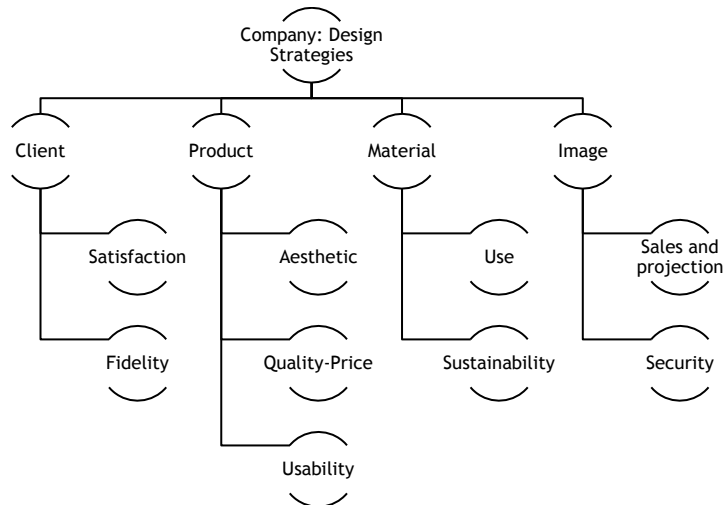 Company: Design
Strategies
Client
Product
Material
Image
Satisfaction
Aesthetic
Use
Sales and
projection
Fidelity
Quality-Price
Sustainability
Security
Usability